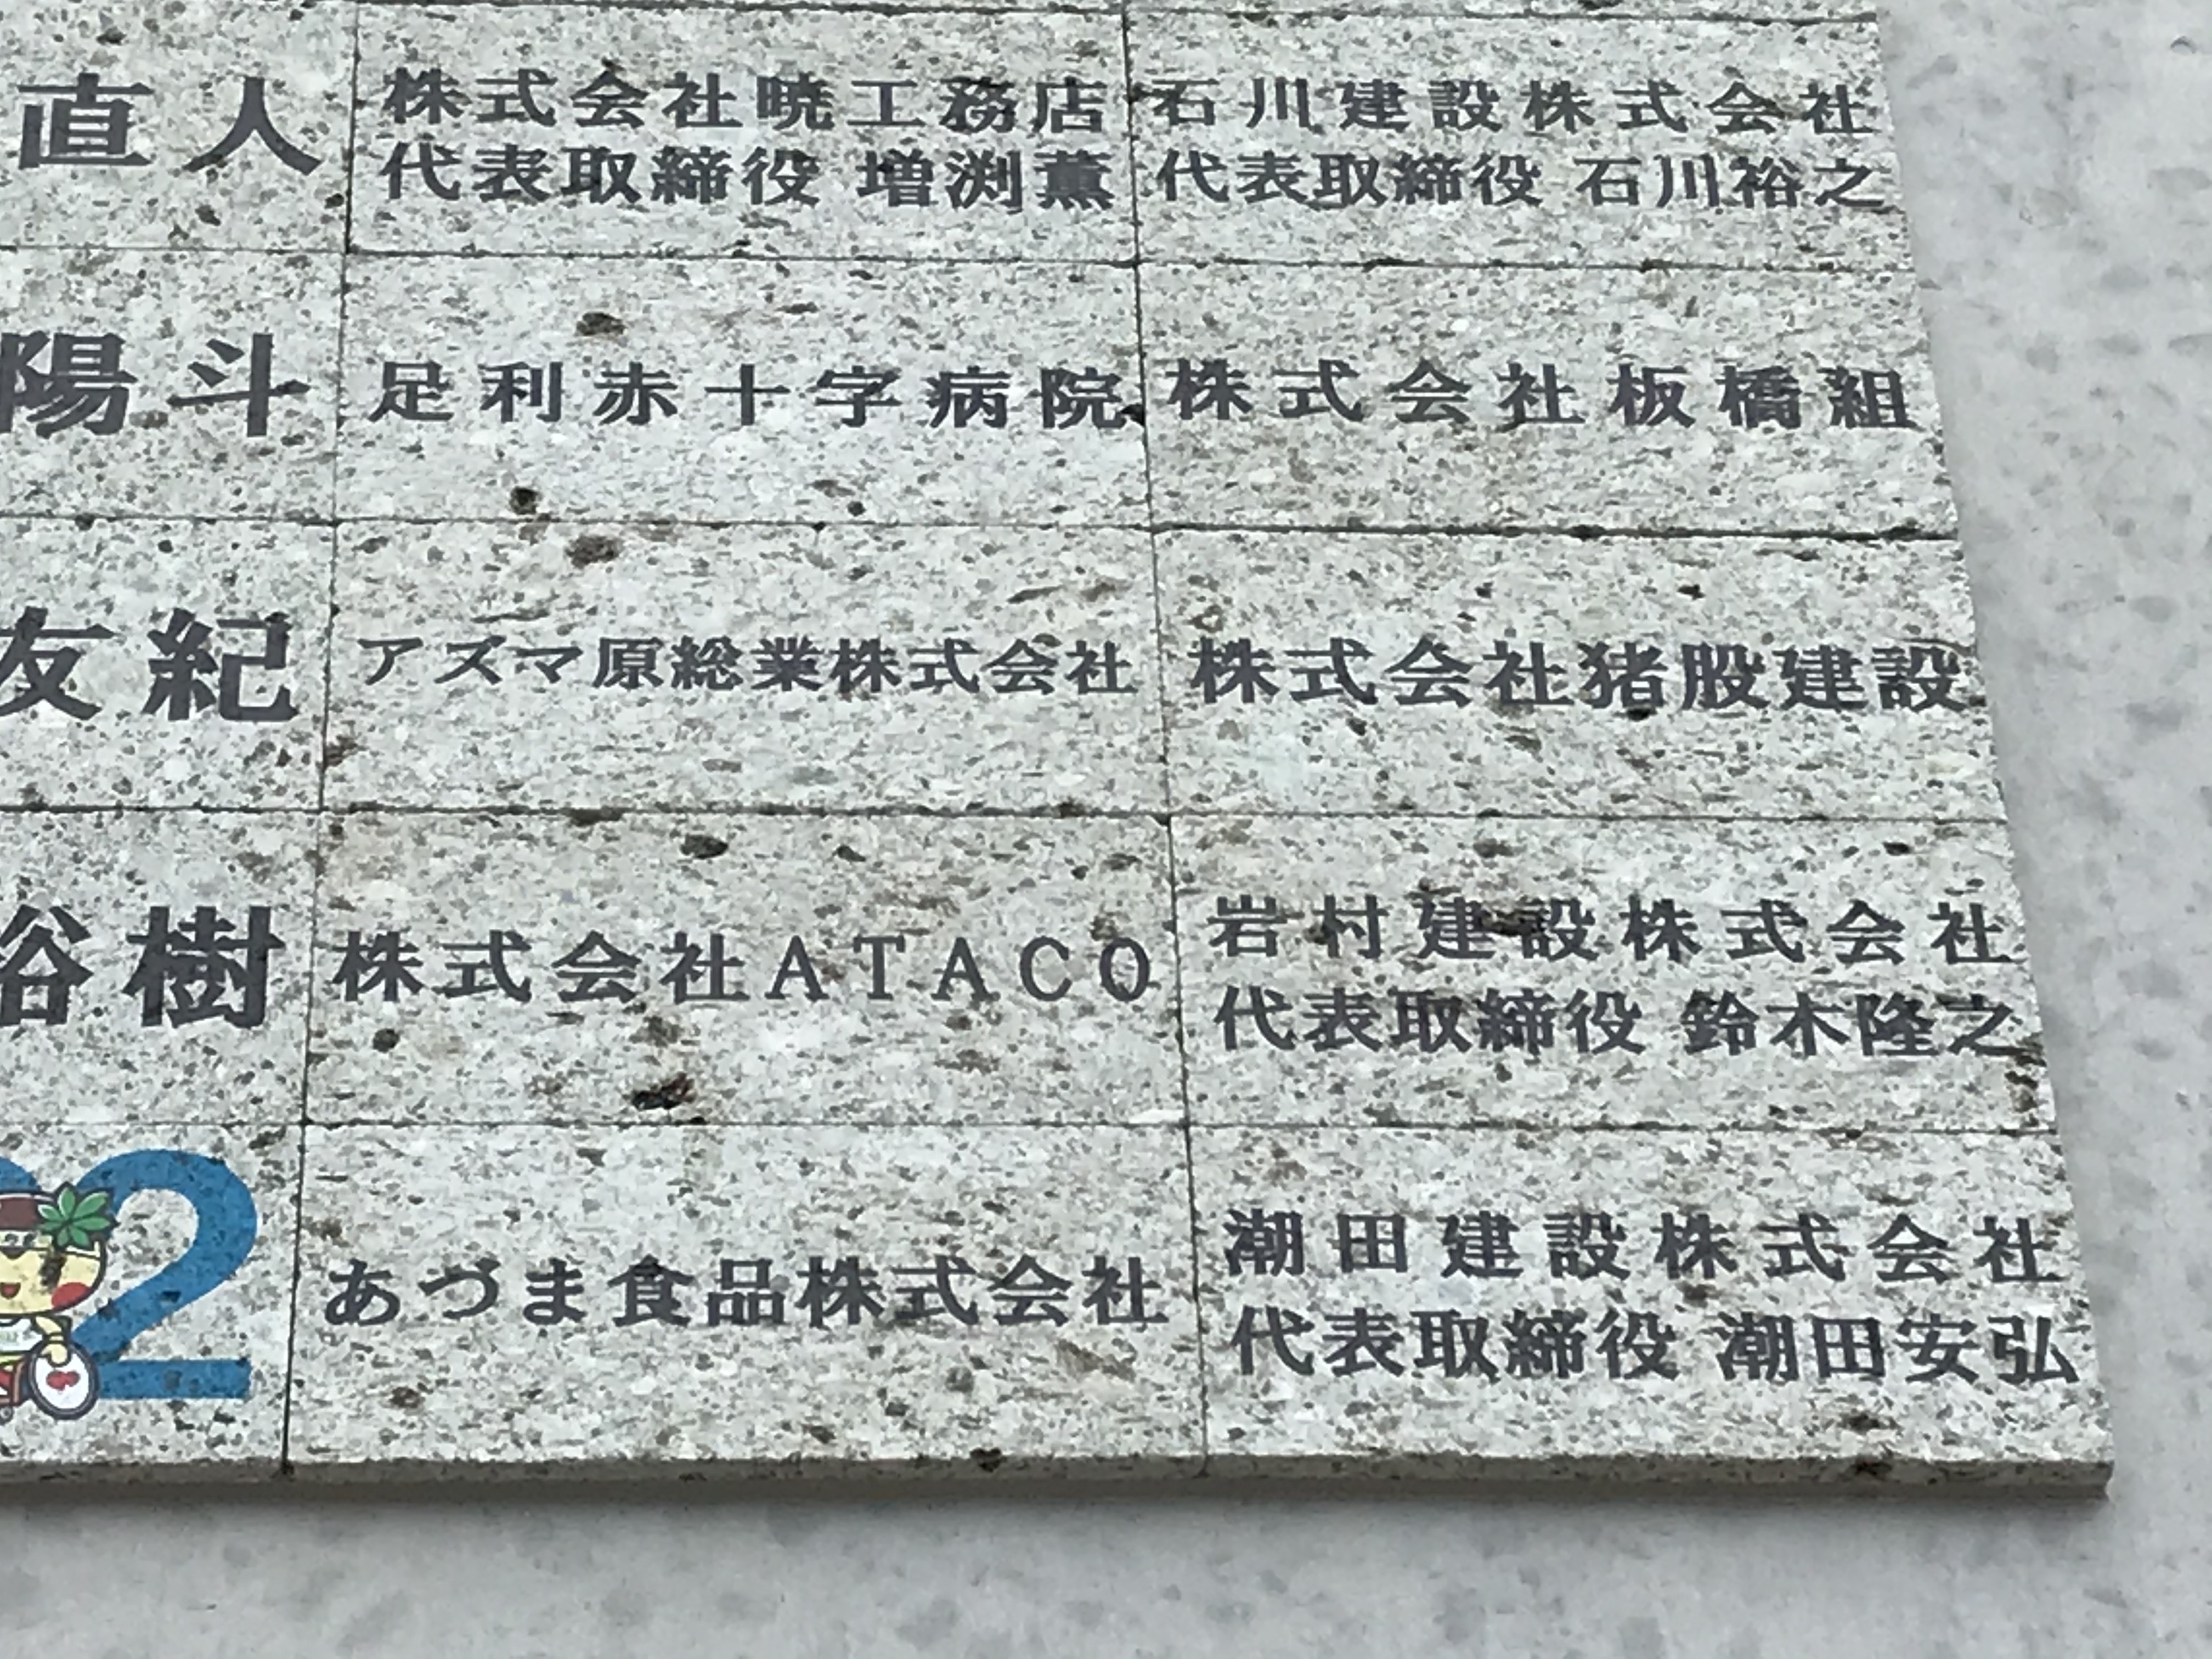 直人
株式会社暁工務店
代表取締役 増渕薫
石川建設株式会社
代表取締役 石川裕之
陽斗
足利赤十字病院
株式会社板橋組
友紀
アズマ原総業株式会社
株式会社猪股建設
裕樹
株式会社ATACO
岩村建設株式会社
代表取締役 鈴木隆之
2
あづま食品株式会社
潮田建設株式会社
代表取締役 潮田安弘